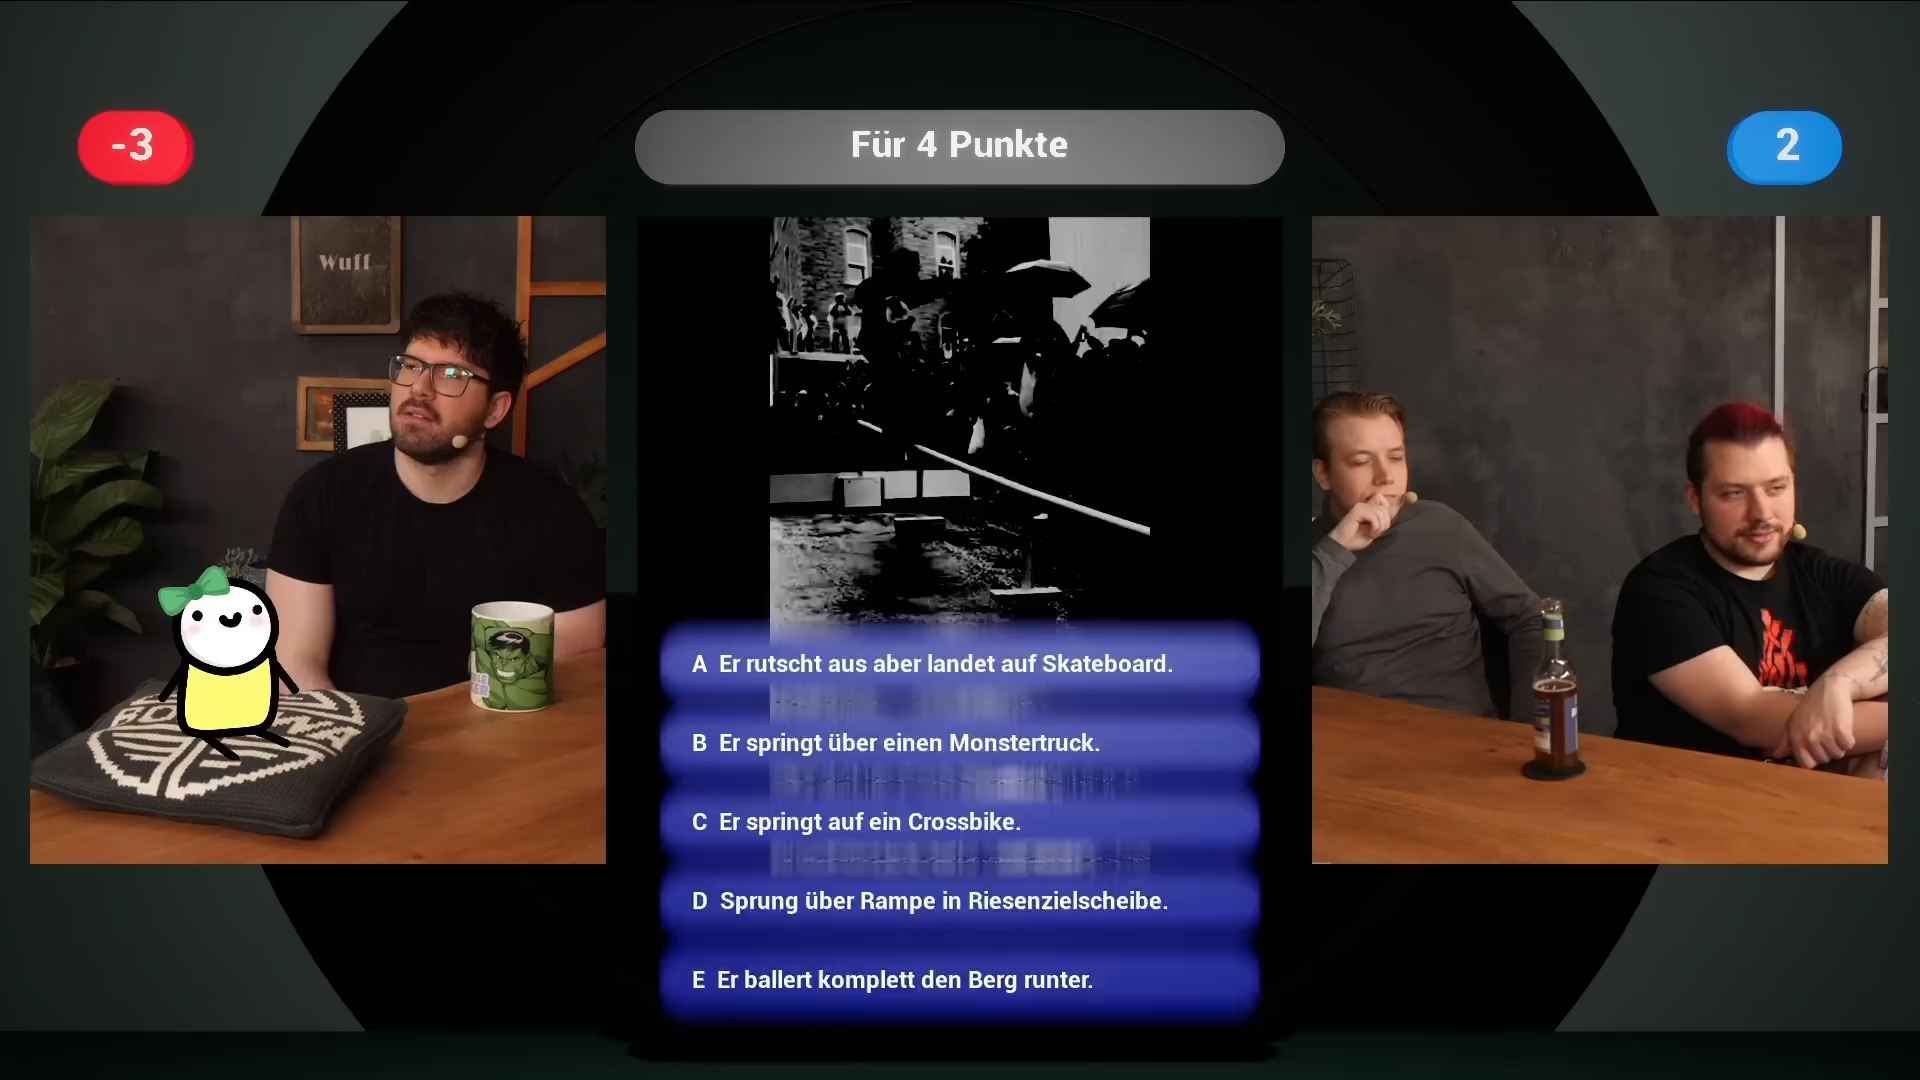 -3
Für 4 Punkte
2
Wuff
A Er rutscht aus aber landet auf Skateboard.
B Er springt über einen Monstertruck.
C Er springt auf ein Crossbike.
D Sprung über Rampe in Riesenzielscheibe.
E Er ballert komplett den Berg runter.